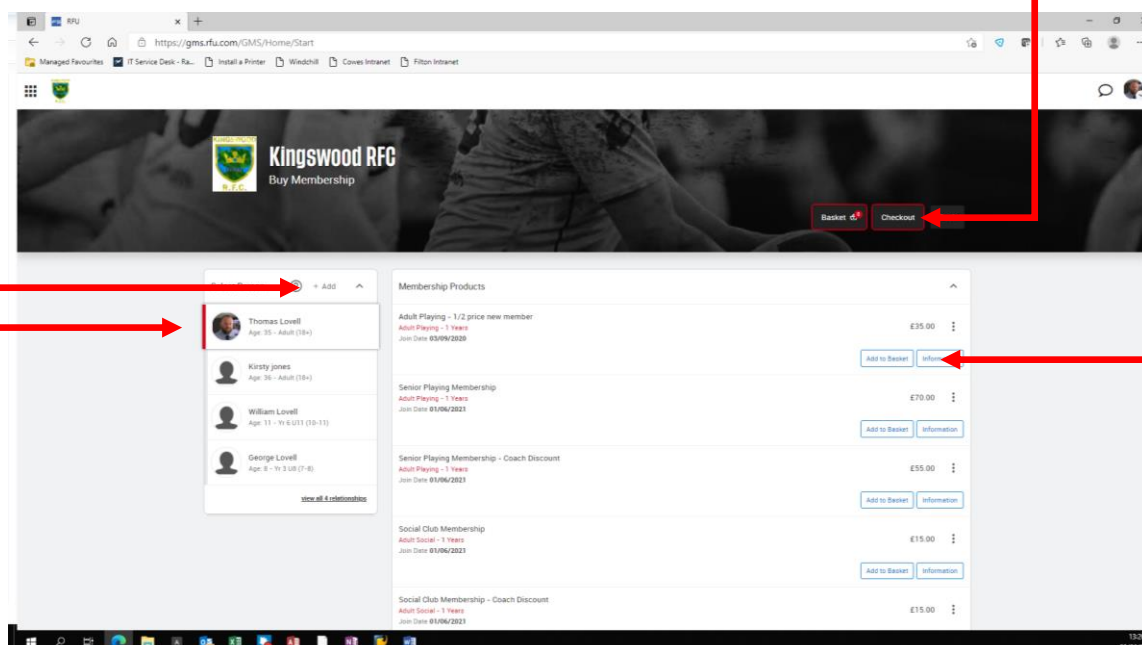 RFU
https://gms.rfu.com/GMS/Home/Start
Managed Favourites IT Service Desk - Ra... Install a Printer Windchill Cowes Intranet Filton Intranet
Kingswood RFC
Buy Membership
R.F.C.
Basket Checkout
+ Add
Membership Products
Thomas Lovell
Age: 35 - Adult (18+)
Kirsty jones
Age: 36 - Adult (18+)
William Lovell
Age: 11 - Yr 6 U11 (10-11)
George Lovell
Age: 8 - Yr 3 U8 (7-8)
view all 4 relationships
Adult Playing - 1/2 price new member
Adult Playing - 1 Years
£35.00
Join Date 03/09/2020
Add to Basket
Senior Playing Membership
Adult Playing - 1 Years
£70.00
Join Date 01/06/2021
Add to Basket Information
Senior Playing Membership - Coach Discount
Adult Playing - 1 Years
£55.00
Join Date 01/06/2021
Add to Basket Information
Social Club Membership
Adult Social - 1 Years
£15.00
Join Date 01/06/2021
Add to Basket Information
Social Club Membership - Coach Discount
Adult Social - 1 Years
£15.00
Join Date 01/06/2021